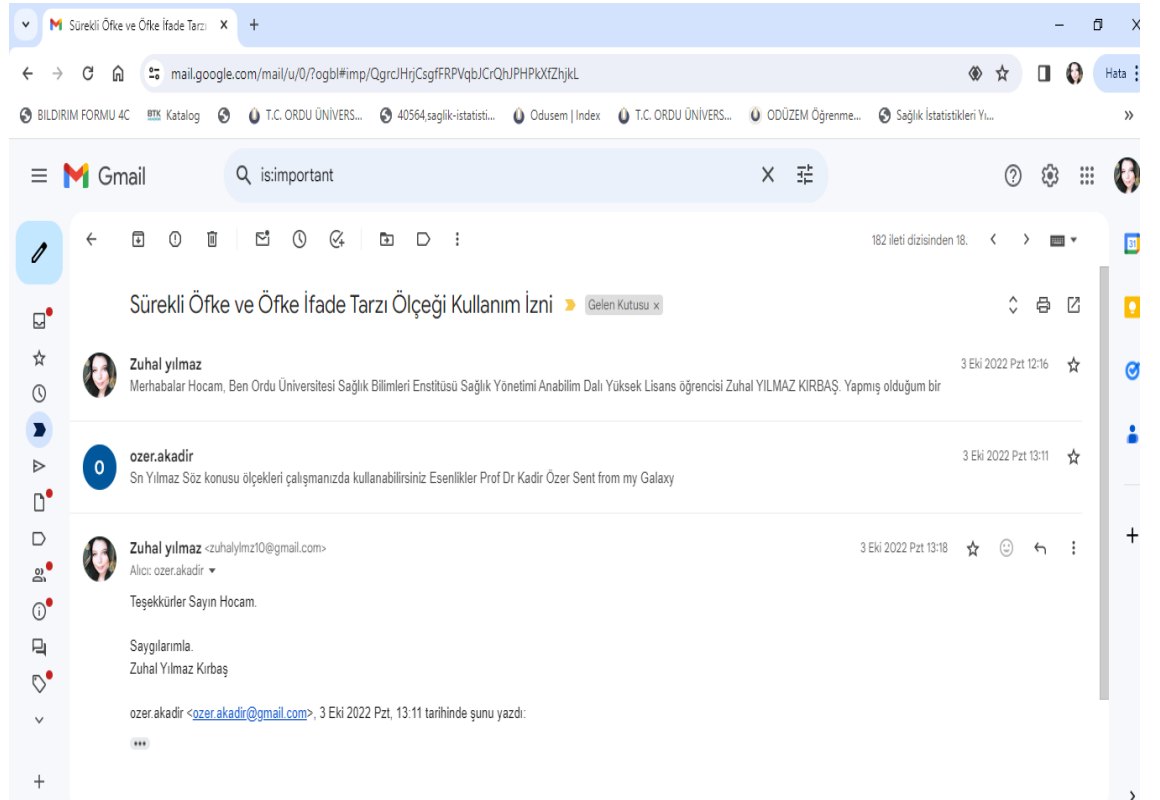 Sürekli Öfke ve Öfke İfade Tarzı
mail.google.com/mail/u/0/?ogbl#imp/QgrcJHrjCsgfFRPVqbJCrQhJPHPkXfZhjkL
Hata
BILDIRIM FORMU 4C BTK Katalog T.C. ORDU ÜNİVERS... 40564,saglik-istatisti... Odusem | Index T.C. ORDU ÜNİVERS... ODÜZEM Öğrenme... Sağlık İstatistikleri Yı... »
Gmail
is:important
182 ileti dizisinden 18.
31
Sürekli Öfke ve Öfke İfade Tarzı Ölçeği Kullanım İzni Gelen Kutusu x
Zuhal yılmaz 3 Eki 2022 Pzt 12:16
Merhabalar Hocam, Ben Ordu Üniversitesi Sağlık Bilimleri Enstitüsü Sağlık Yönetimi Anabilim Dalı Yüksek Lisans öğrencisi Zuhal YILMAZ KIRBAŞ. Yapmış olduğum bir
O
ozer.akadir 3 Eki 2022 Pzt 13:11
Sn Yılmaz Söz konusu ölçekleri çalışmanızda kullanabilirsiniz Esenlikler Prof Dr Kadir Özer Sent from my Galaxy
Zuhal yılmaz <zuhalylmz10@gmail.com> 3 Eki 2022 Pzt 13:18
Alıcı: ozer.akadir
Teşekkürler Sayın Hocam.
Saygılarımla.
Zuhal Yılmaz Kırbaş
ozer.akadir <ozer.akadir@gmail.com>, 3 Eki 2022 Pzt, 13:11 tarihinde şunu yazdı: